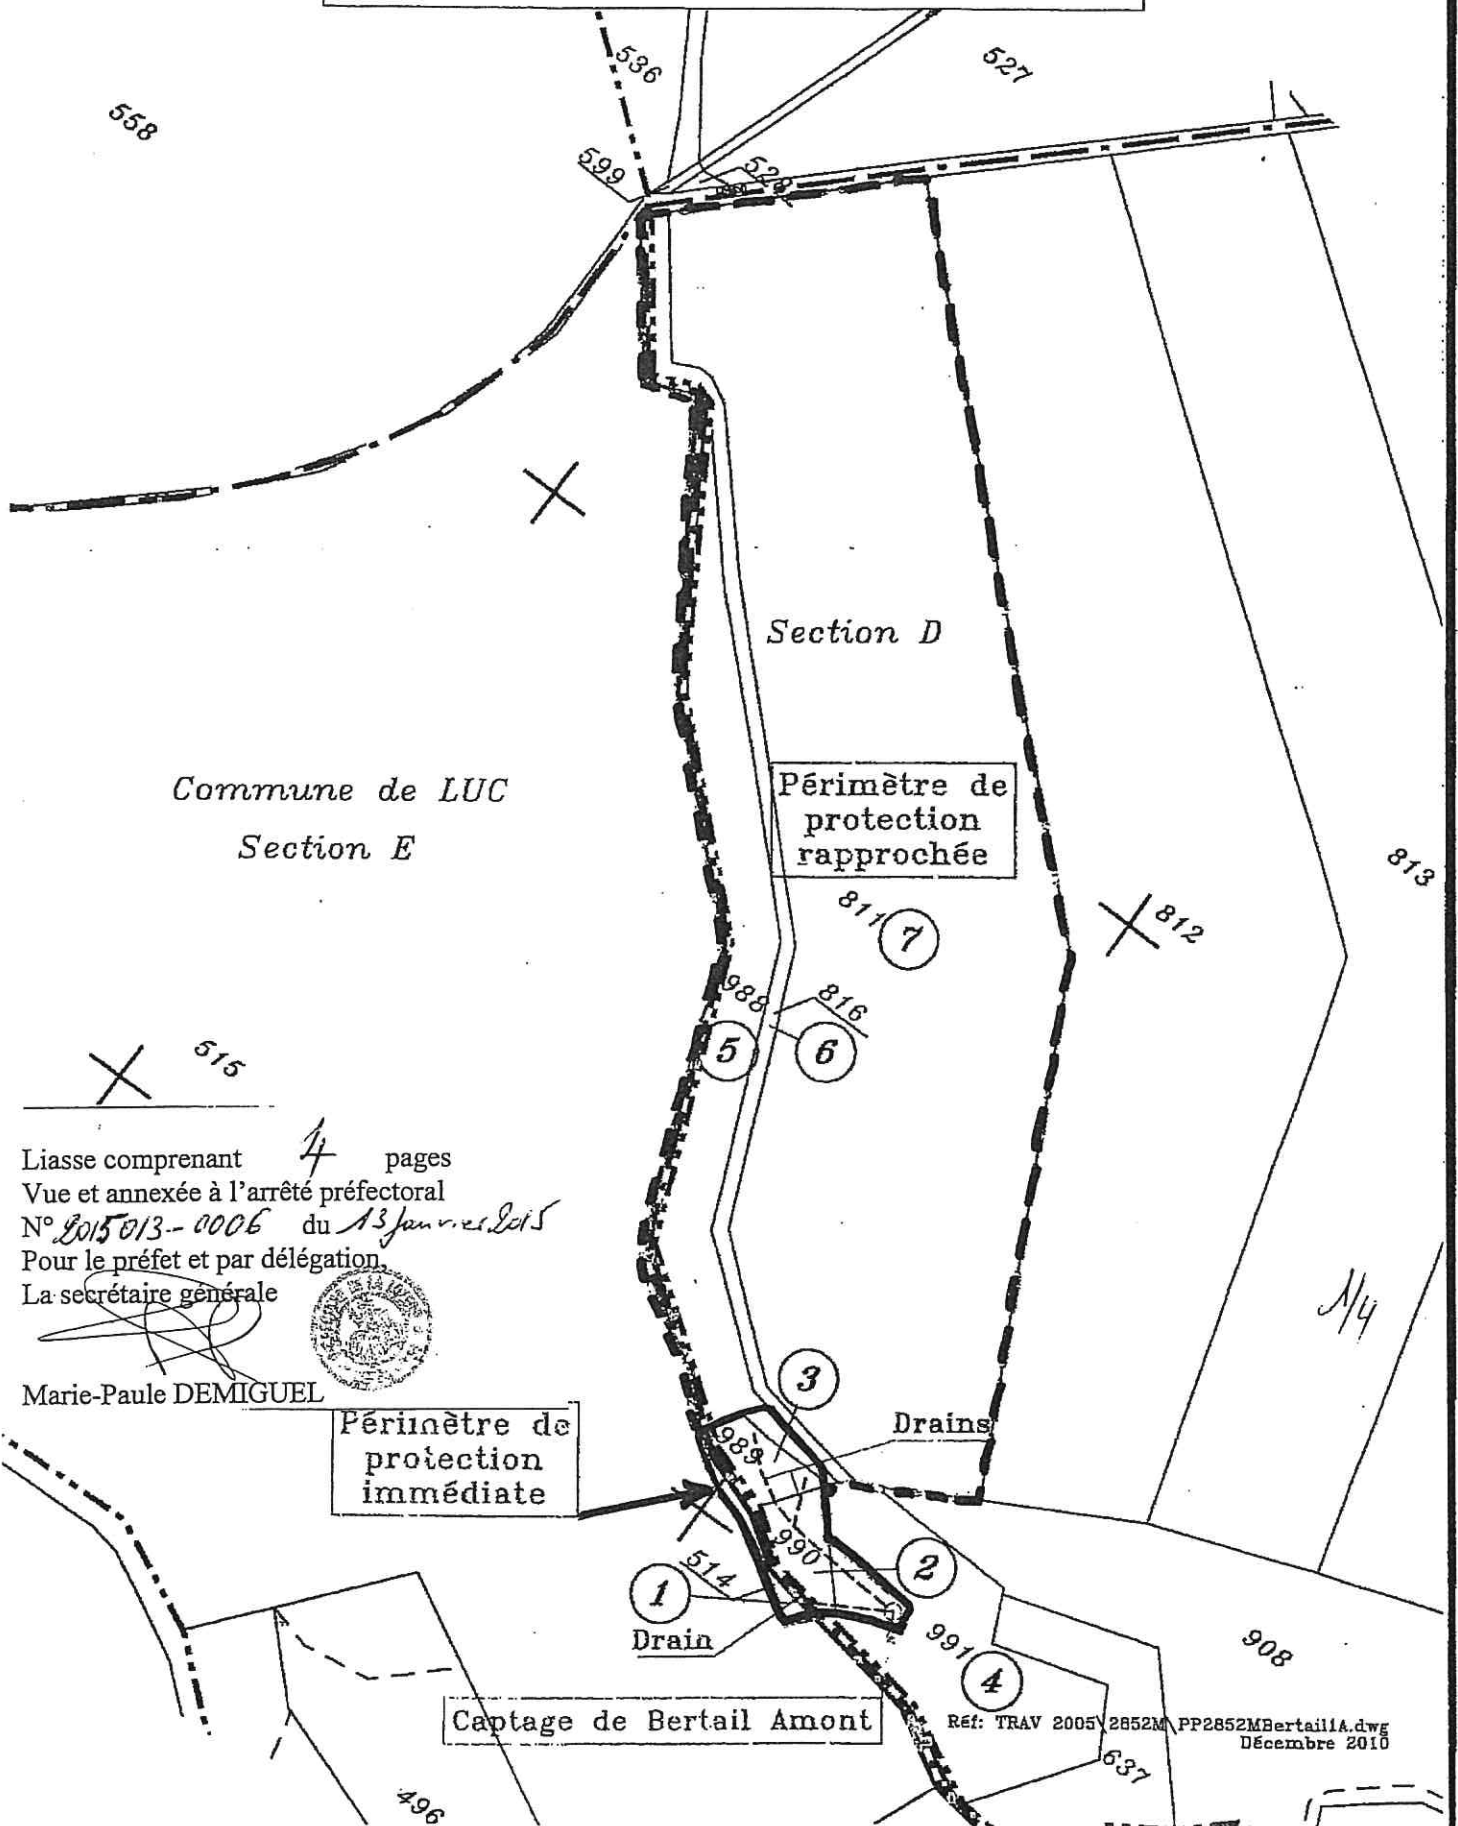 536
527
558
599
Section D
Commune de LUC
Section E
Périmètre de
protection
rapprochée
813
811
7
812
988
816
5
6
515
Liasse comprenant 4 pages
Vue et annexée à l'arrêté préfectoral
N° 2015013-0006 du 13 janvier 2015
Pour le préfet et par délégation,
La secrétaire générale
Marie-Paule DEMIGUEL
1/4
3
Drains
Périmètre de
protection
immédiate
989
990
514
2
1
Drain
991
908
4
Captage de Bertail Amont
Réf: TRAV 2005\2852M\PP2852MBertail1A.dwg
Décembre 2010
637
496